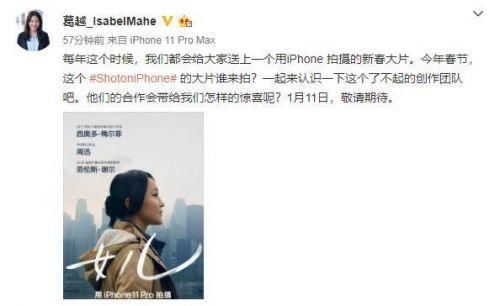 葛越_IsabelMahe
57分钟前 来自 iPhone 11 Pro Max
每年这个时候，我们都会给大家送上一个用iPhone 拍摄的新春大片。今年春节，
这个 #ShotoniPhone# 的大片谁来拍？一起来认识一下这个了不起的创作团队
吧。他们的合作会带给我们怎样的惊喜呢？1月11日，敬请期待。
西奥多·梅尔菲
周迅
劳伦斯·谢尔
女儿
用 iPhone 11 Pro 拍摄